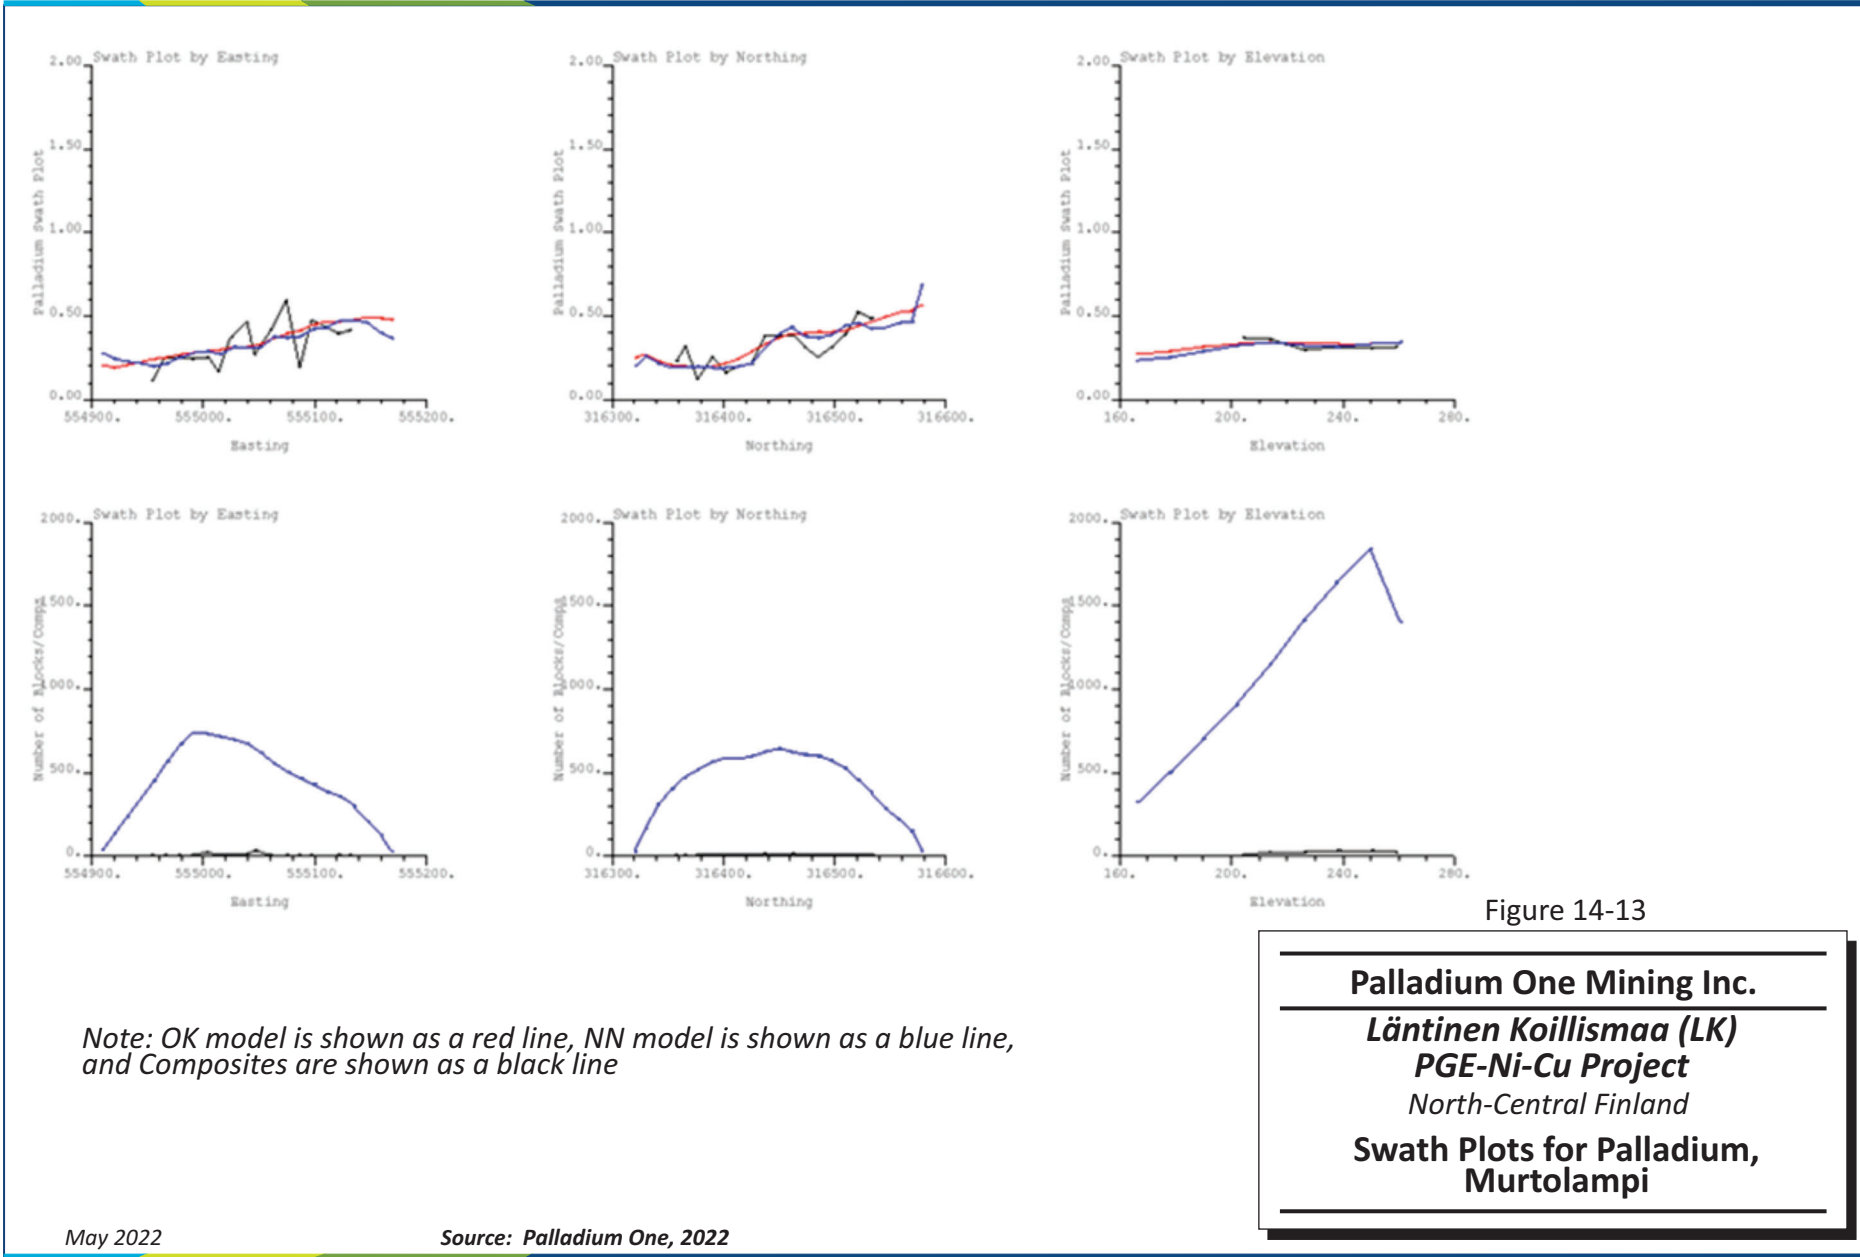 Swath Plot by Easting
2.00
1.50
1.00
0.50
0.00
Palladium Swath Plot
554900. 555000. 555100. 555200.
Easting
Swath Plot by Northing
2.00
1.50
1.00
0.50
0.00
Palladium Swath Plot
316300. 316400. 316500. 316600.
Northing
Swath Plot by Elevation
2.00
1.50
1.00
0.50
0.00
Palladium Swath Plot
160. 200. 240. 280.
Elevation
Swath Plot by Easting
2000.
1500.
1000.
500.
0.
Number of Blocks/Comps
554900. 555000. 555100. 555200.
Easting
Swath Plot by Northing
2000.
1500.
1000.
500.
0.
Number of Blocks/Comps
316300. 316400. 316500. 316600.
Northing
Swath Plot by Elevation
2000.
1500.
1000.
500.
0.
Number of Blocks/Comps
160. 200. 240. 280.
Elevation
Figure 14-13
Palladium One Mining Inc.
Läntinen Koillismaa (LK)
PGE-Ni-Cu Project
North-Central Finland
Swath Plots for Palladium,
Murtolampi
Note: OK model is shown as a red line, NN model is shown as a blue line,
and Composites are shown as a black line
May 2022
Source: Palladium One, 2022